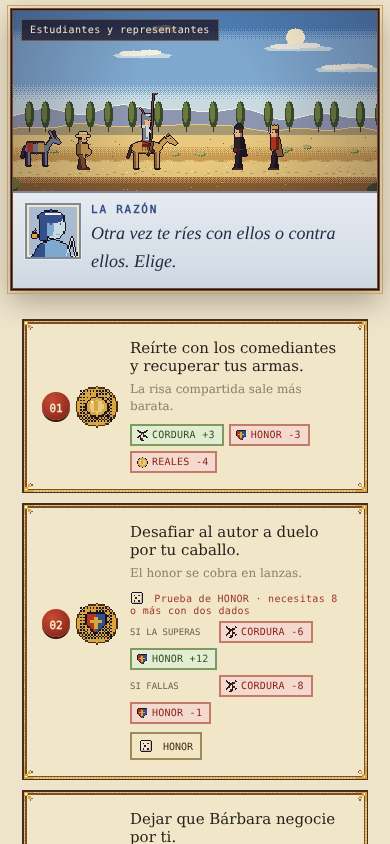 Estudiantes y representantes
LA RAZÓN
Otra vez te ríes con ellos o contra
ellos. Elige.
01
Reírte con los comediantes
y recuperar tus armas.
La risa compartida sale más
barata.
CORDURA +3 HONOR -3
REALES -4
02
Desafiar al autor a duelo
por tu caballo.
El honor se cobra en lanzas.
Prueba de HONOR · necesitas 8
o más con dos dados
SI LA SUPERAS CORDURA -6
HONOR +12
SI FALLAS CORDURA -8
HONOR -1
HONOR
Dejar que Bárbara negocie
por ti.